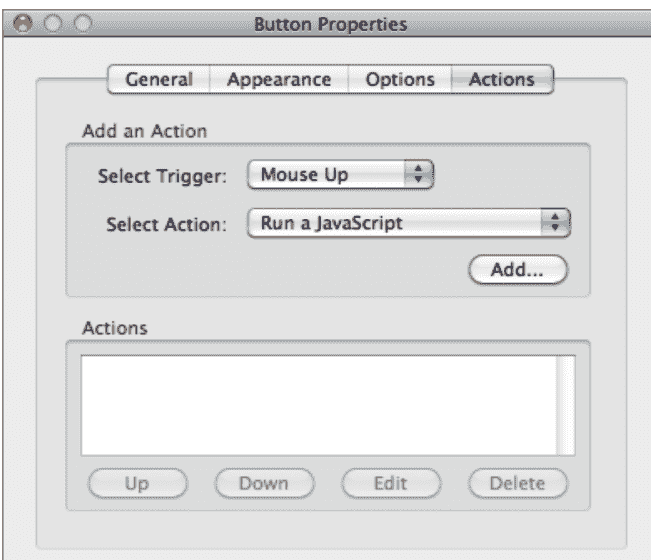 Button Properties
General Appearance Options Actions
Add an Action
Select Trigger: Mouse Up
Select Action: Run a JavaScript
Add...
Actions
Up Down Edit Delete